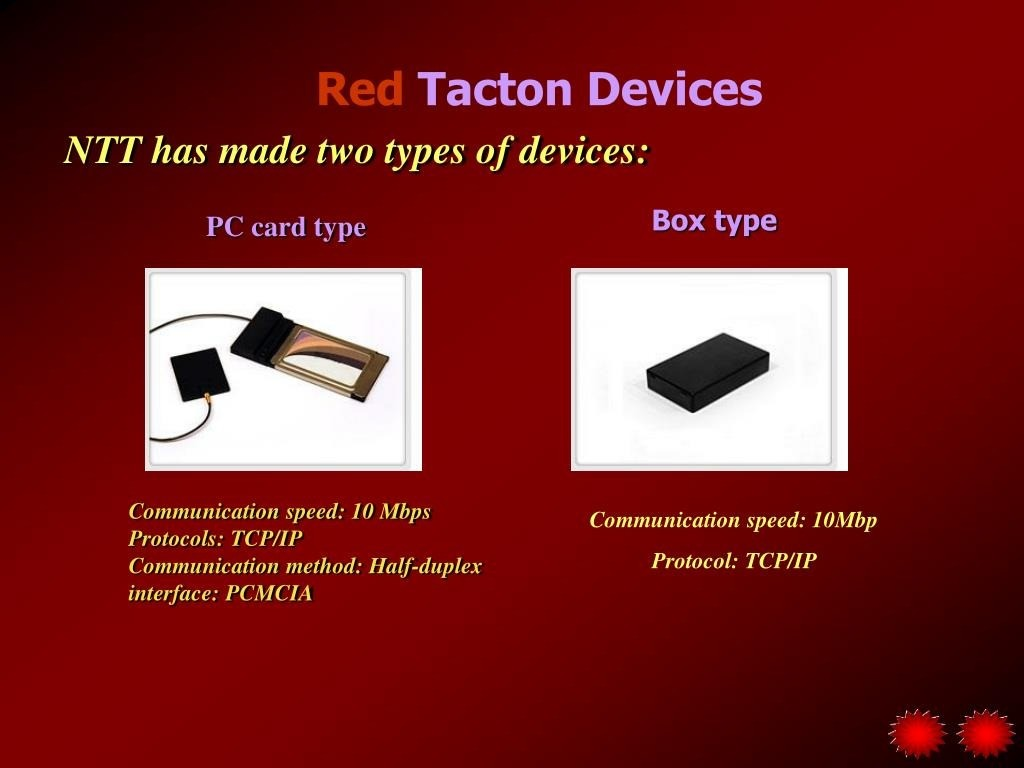 Red Tacton Devices
NTT has made two types of devices:
PC card type
Box type
Communication speed: 10 Mbps
Protocols: TCP/IP
Communication method: Half-duplex
interface: PCMCIA
Communication speed: 10Mbp
Protocol: TCP/IP